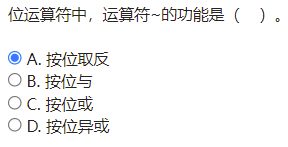 位运算符中，运算符~的功能是（　）。
A. 按位取反
B. 按位与
C. 按位或
D. 按位异或